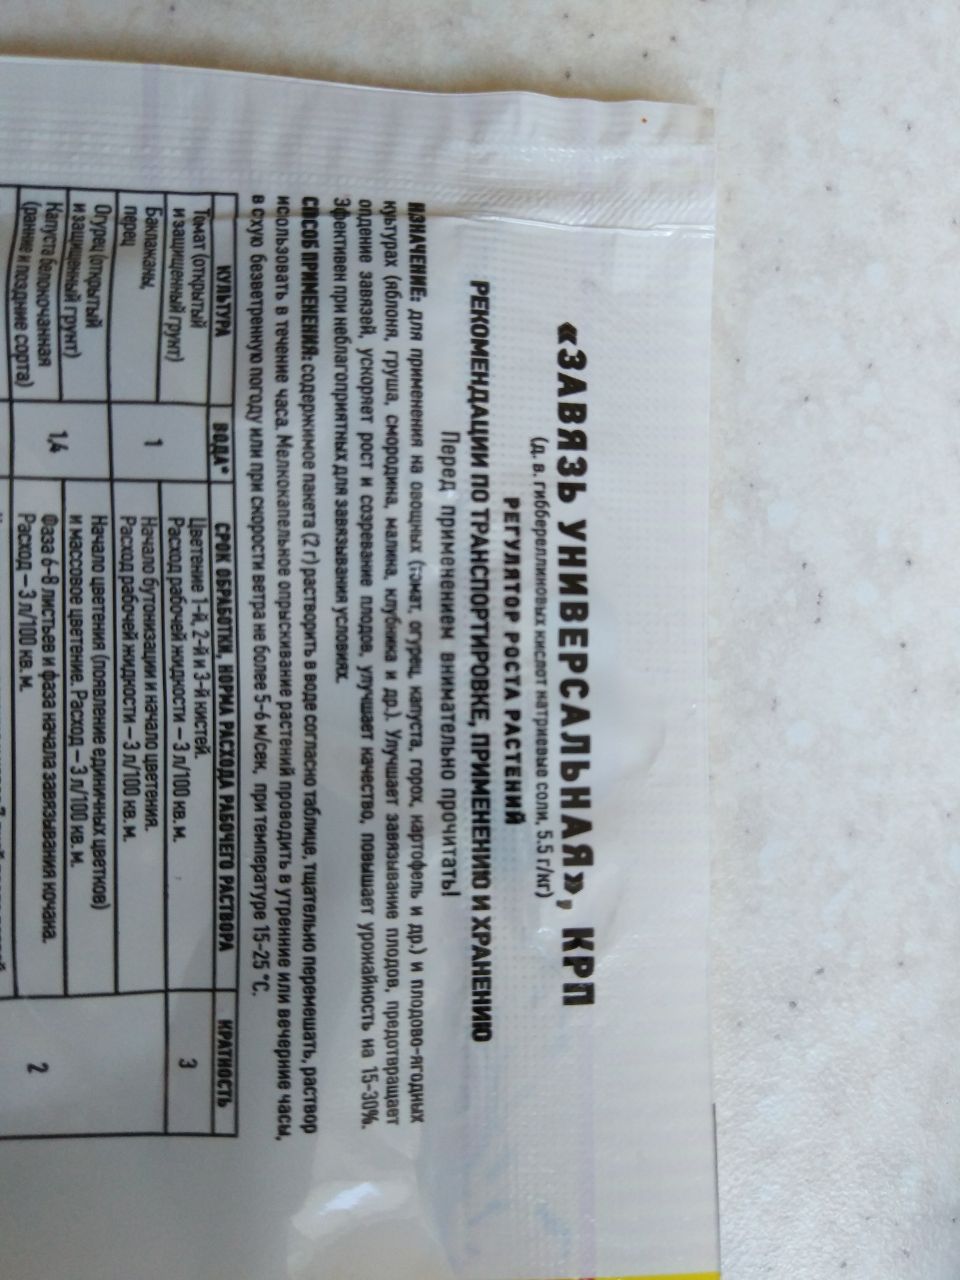 «ЗАВЯЗЬ УНИВЕРСАЛЬНАЯ», КРП
(д. в. гиббереллиновых кислот натриевые соли, 5,5 г/кг)
РЕГУЛЯТОР РОСТА РАСТЕНИЙ
РЕКОМЕНДАЦИИ ПО ТРАНСПОРТИРОВКЕ, ПРИМЕНЕНИЮ И ХРАНЕНИЮ
Перед применением внимательно прочитать!
НАЗНАЧЕНИЕ: для применения на овощных (томат, огурец, капуста, горох, картофель и др.) и плодово-ягодных
культурах (яблоня, груша, смородина, малина, клубника и др.). Улучшает завязывание плодов, предотвращает
опадение завязей, ускоряет рост и созревание плодов, улучшает качество, повышает урожайность на 15-30%.
Эффективен при неблагоприятных для завязывания условиях.
СПОСОБ ПРИМЕНЕНИЯ: содержимое пакета (2 г) растворить в воде согласно таблице, тщательно перемешать, раствор
использовать в течение часа. Мелкокапельное опрыскивание растений проводить в утренние или вечерние часы,
в сухую безветренную погоду или при скорости ветра не более 5-6 м/сек, при температуре 15-25 °С.
КУЛЬТУРА ВОДА* СРОК ОБРАБОТКИ, НОРМА РАСХОДА РАБОЧЕГО РАСТВОРА КРАТНОСТЬ
Томат (открытый Цветение 1-й, 2-й и 3-й кистей.
и защищенный грунт) Расход рабочей жидкости – 3 л/100 кв. м. 3
Баклажаны, 1 Начало бутонизации и начало цветения.
перец Расход рабочей жидкости – 3 л/100 кв. м.
Огурец (открытый Начало цветения (появление единичных цветков)
и защищенный грунт) и массовое цветение. Расход – 3 л/100 кв. м.
Капуста белокочанная 1,4 Фаза 6-8 листьев и фаза начала завязывания кочана.
(ранние и поздние сорта) Расход – 3 л/100 кв. м. 2